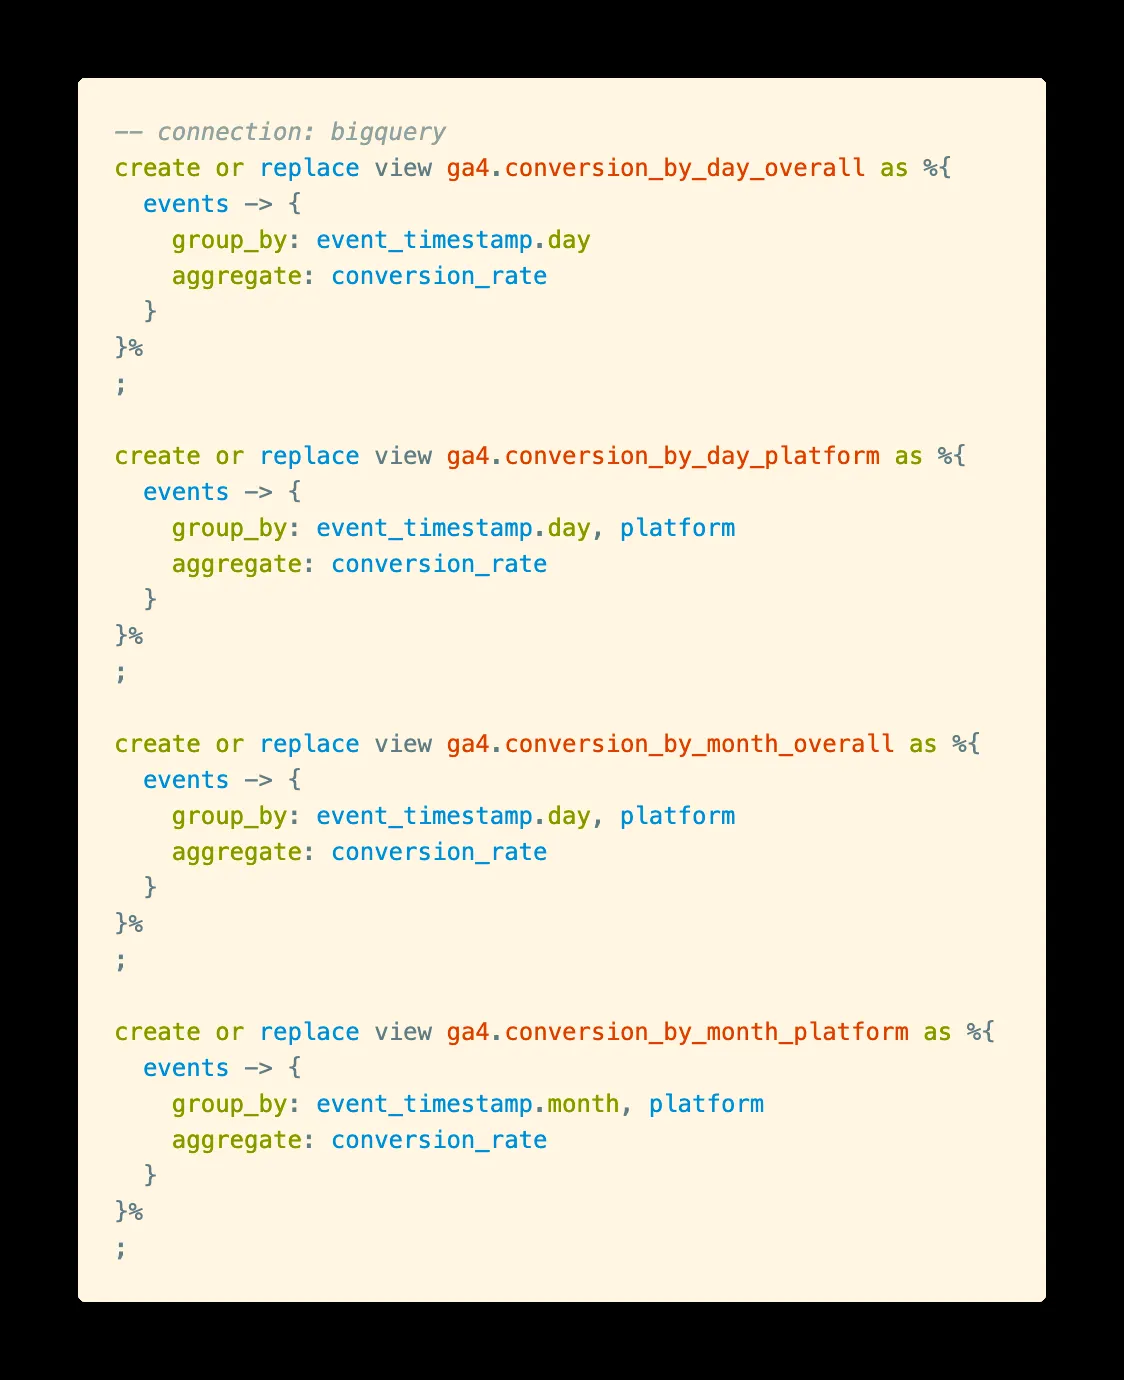 -- connection: bigquery
create or replace view ga4.conversion_by_day_overall as %{
  events -> {
    group_by: event_timestamp.day
    aggregate: conversion_rate
  }
}%
;

create or replace view ga4.conversion_by_day_platform as %{
  events -> {
    group_by: event_timestamp.day, platform
    aggregate: conversion_rate
  }
}%
;

create or replace view ga4.conversion_by_month_overall as %{
  events -> {
    group_by: event_timestamp.day, platform
    aggregate: conversion_rate
  }
}%
;

create or replace view ga4.conversion_by_month_platform as %{
  events -> {
    group_by: event_timestamp.month, platform
    aggregate: conversion_rate
  }
}%
;